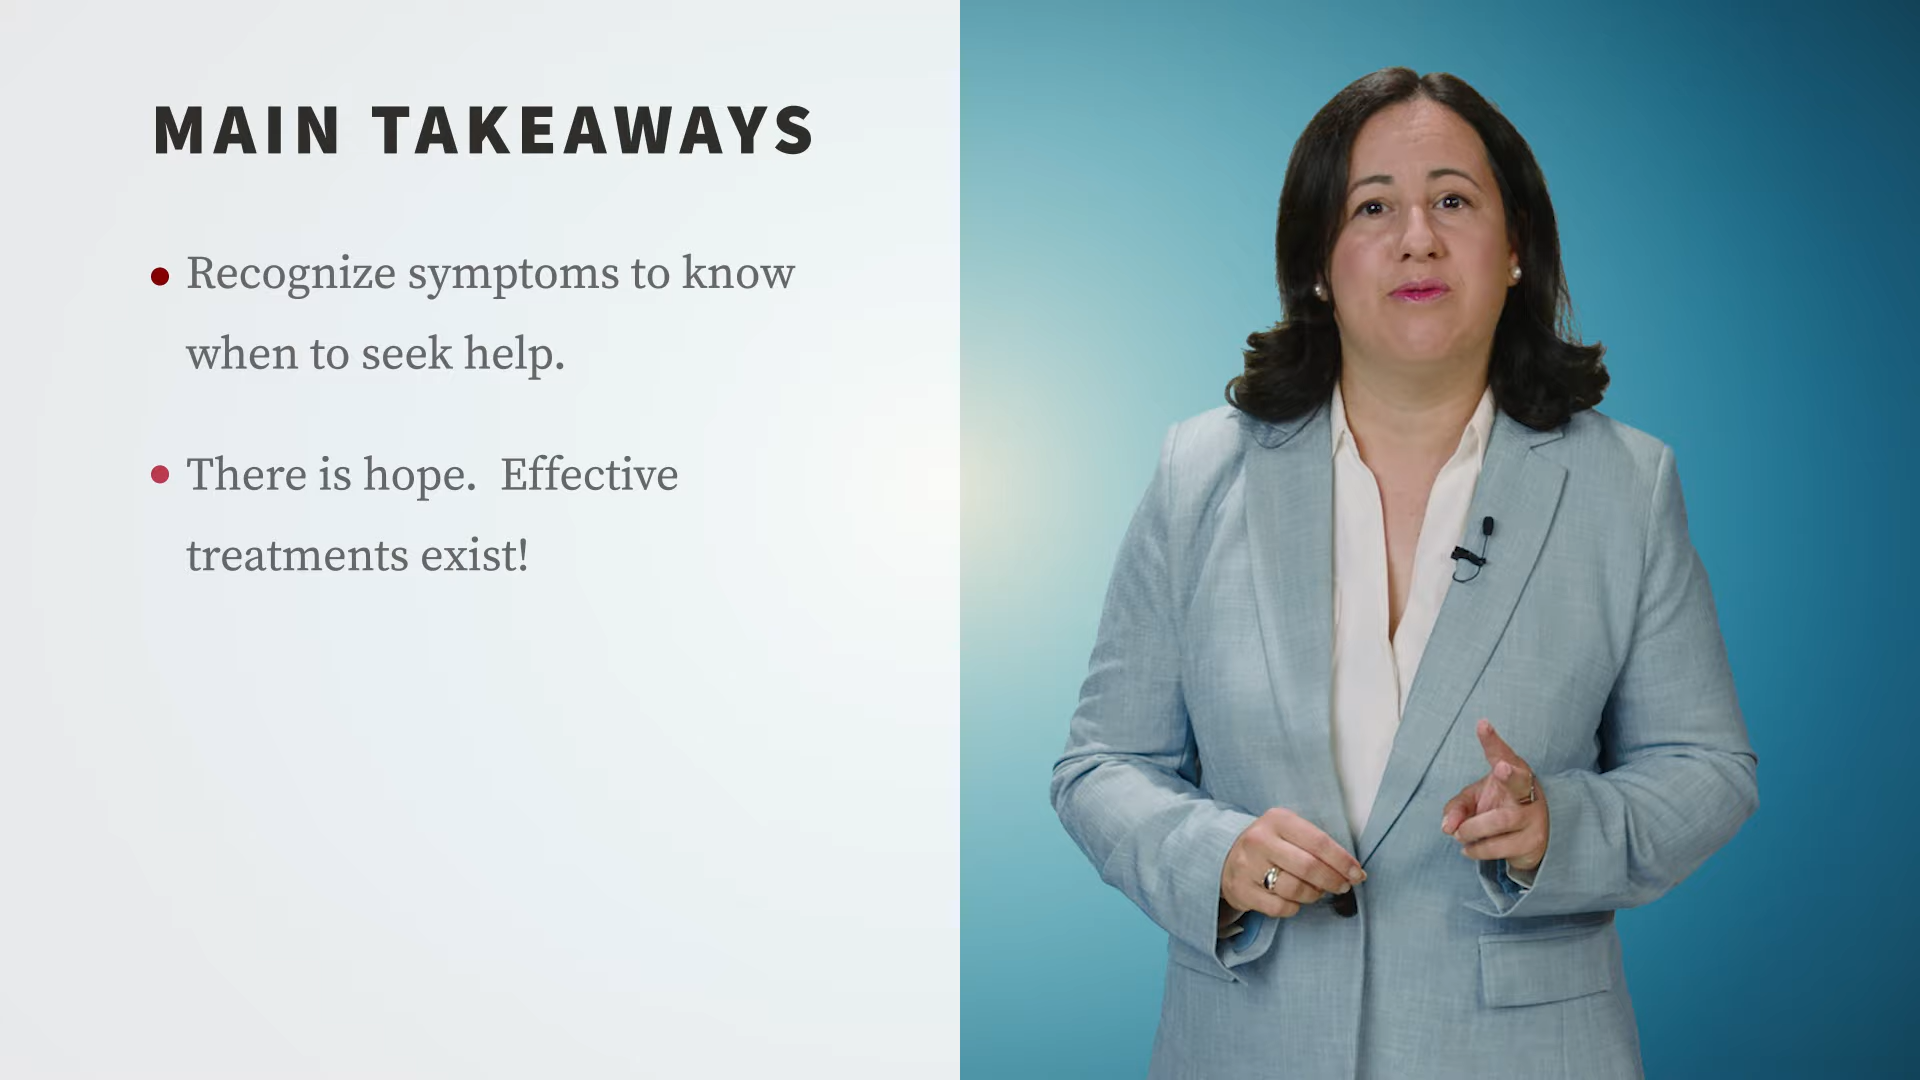 MAIN TAKEAWAYS
Recognize symptoms to know
when to seek help.
There is hope.  Effective
treatments exist!